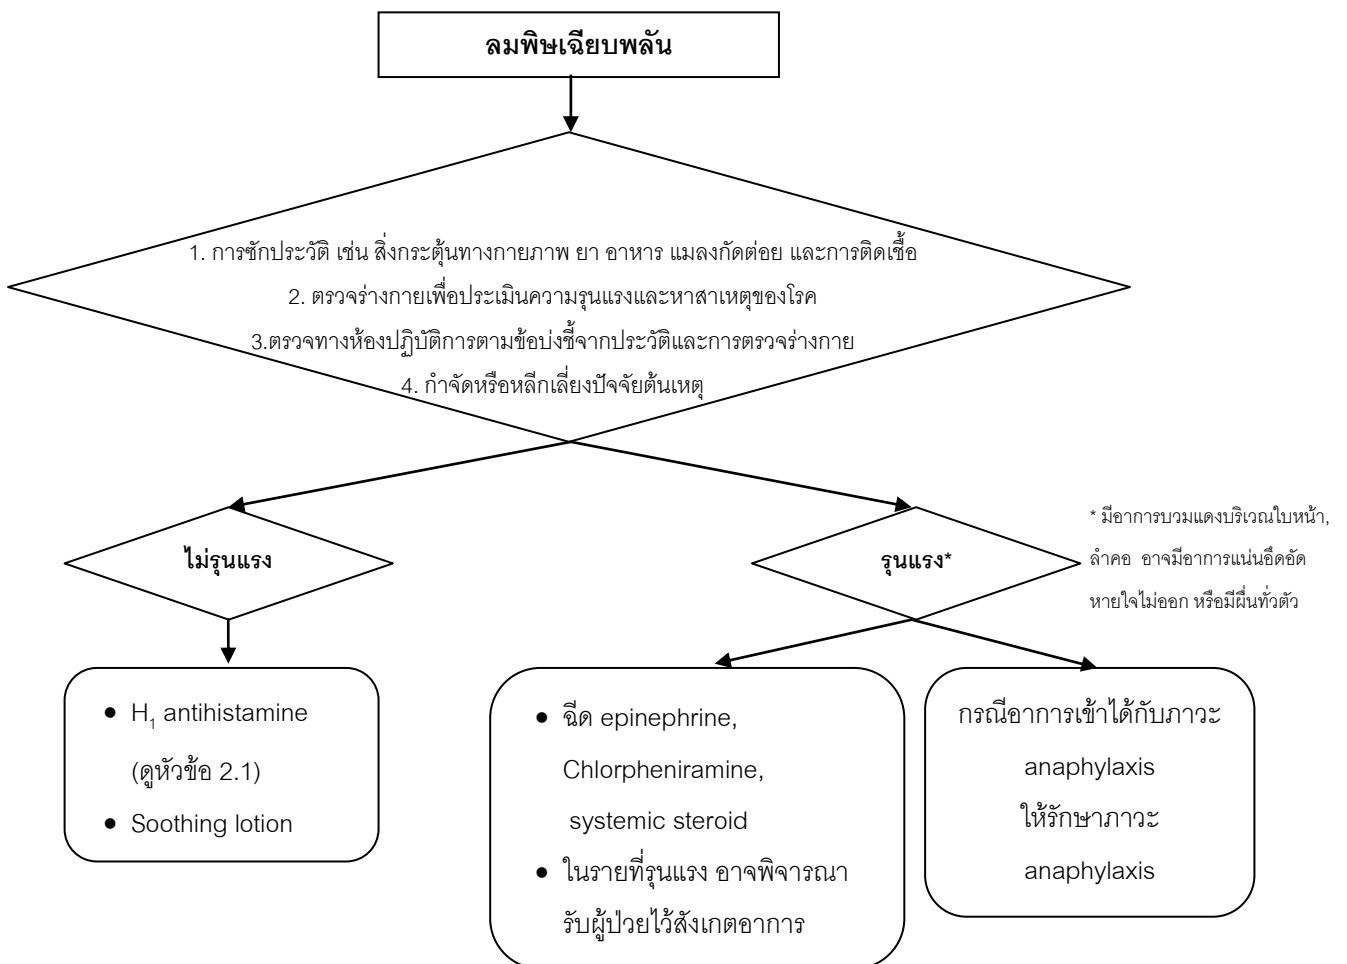 ลมพิษเฉียบพลัน
1. การซักประวัติ เช่น สิ่งกระตุ้นทางกายภาพ ยา อาหาร แมลงกัดต่อย และการติดเชื้อ
2. ตรวจร่างกายเพื่อประเมินความรุนแรงและหาสาเหตุของโรค
3.ตรวจทางห้องปฏิบัติการตามข้อบ่งชี้จากประวัติและการตรวจร่างกาย
4. กำจัดหรือหลีกเลี่ยงปัจจัยต้นเหตุ
ไม่รุนแรง
รุนแรง*
* มีอาการบวมแดงบริเวณใบหน้า,
ลำคอ อาจมีอาการแน่นอึดอัด
หายใจไม่ออก หรือมีผื่นทั่วตัว
• H₁ antihistamine
(ดูหัวข้อ 2.1)
• Soothing lotion
• ฉีด epinephrine,
Chlorpheniramine,
systemic steroid
• ในรายที่รุนแรง อาจพิจารณา
รับผู้ป่วยไว้สังเกตอาการ
กรณีอาการเข้าได้กับภาวะ
anaphylaxis
ให้รักษาภาวะ
anaphylaxis